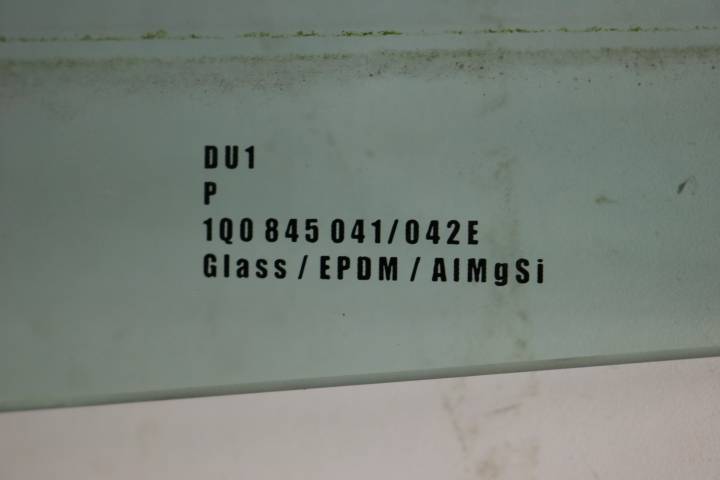 DU1
P
1Q0 845 041/042E
Glass / EPDM / AlMgSi